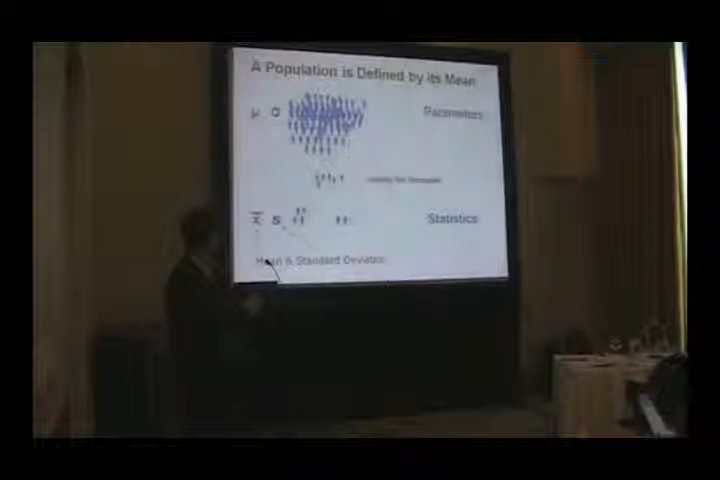 A Population is Defined by its Mean
μ σ Parameters
x̄ s Statistics
Mean & Standard Deviation